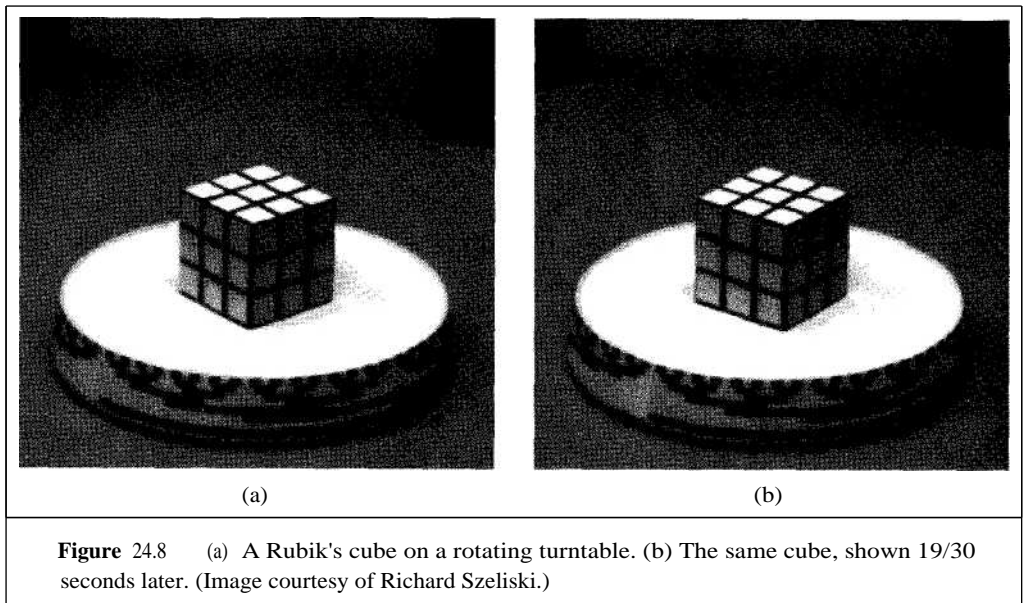 (a)
(b)
Figure 24.8 (a) A Rubik's cube on a rotating turntable. (b) The same cube, shown 19/30
seconds later. (Image courtesy of Richard Szeliski.)